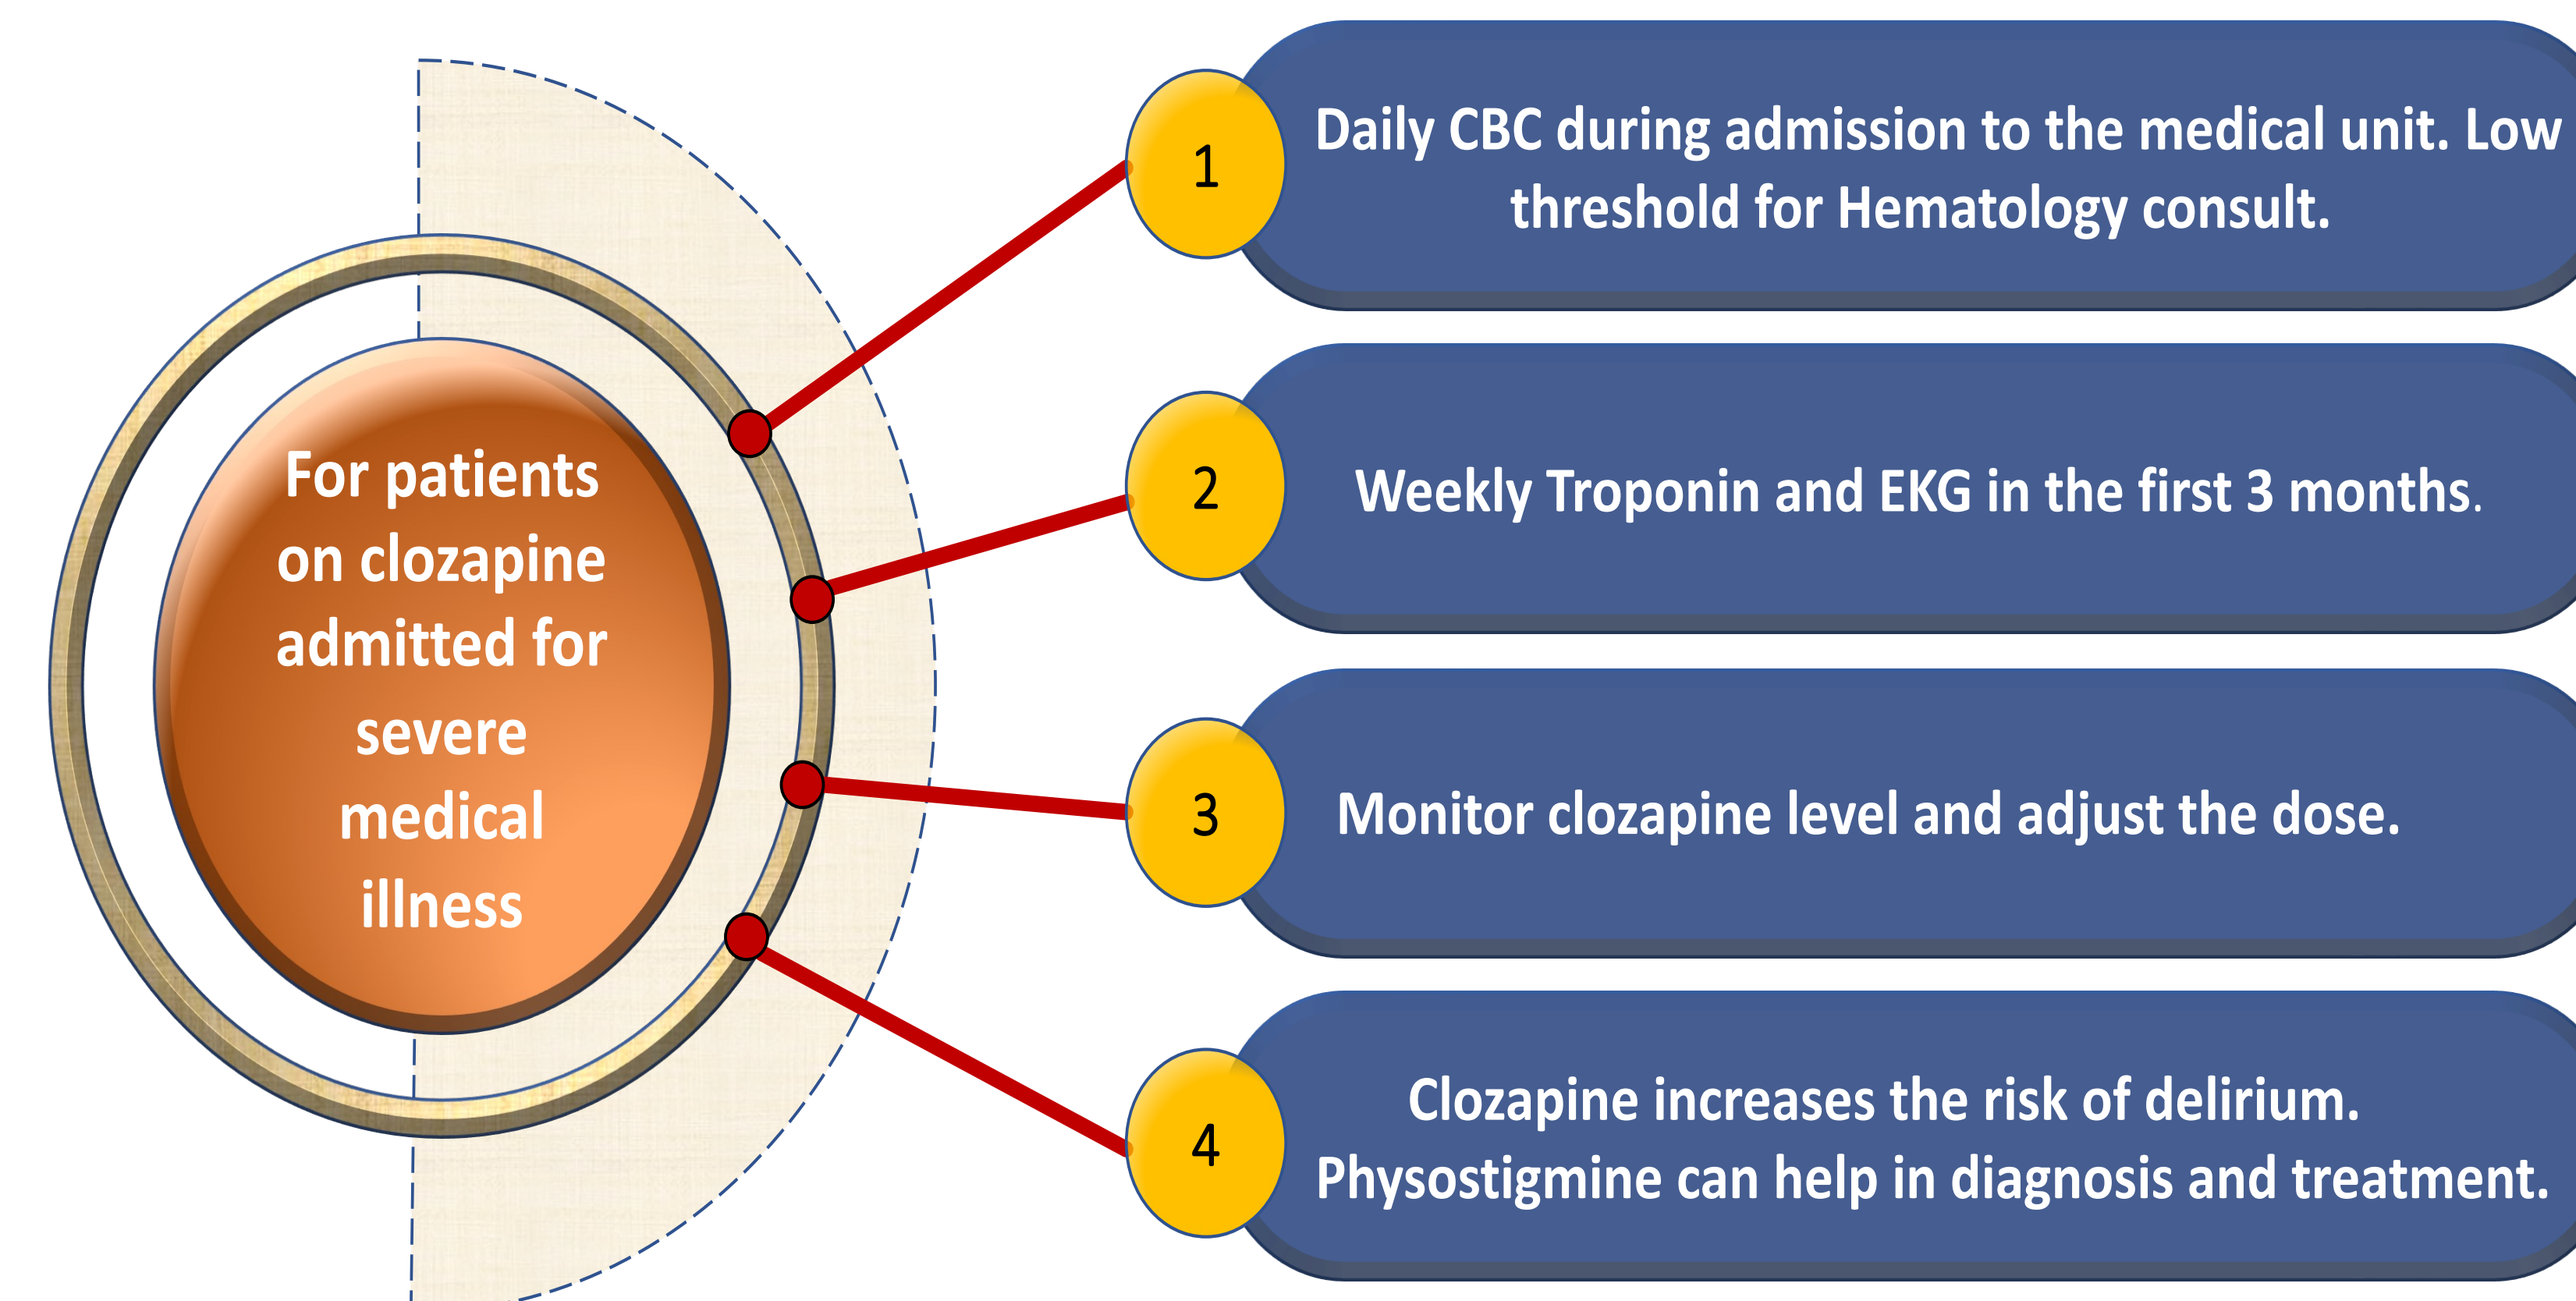 For patients
on clozapine
admitted for
severe
medical
illness
1
Daily CBC during admission to the medical unit. Low
threshold for Hematology consult.
2
Weekly Troponin and EKG in the first 3 months.
3
Monitor clozapine level and adjust the dose.
4
Clozapine increases the risk of delirium.
Physostigmine can help in diagnosis and treatment.